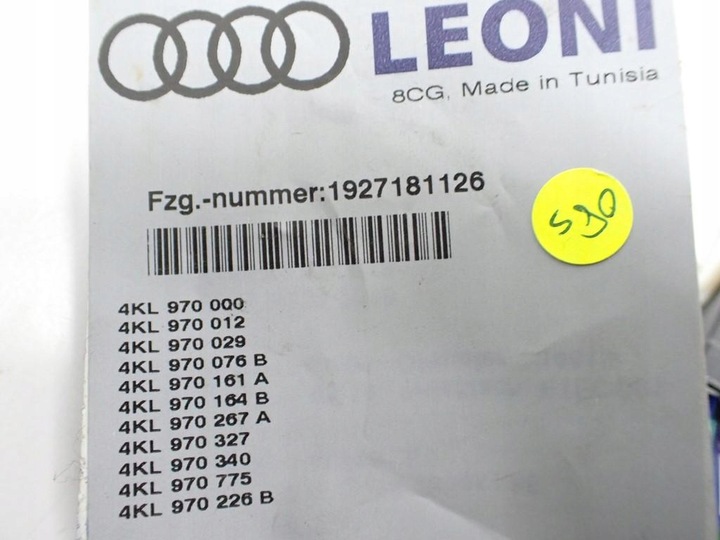 LEONI
8CG, Made in Tunisia
Fzg.-nummer:1927181126
590
4KL 970 000
4KL 970 012
4KL 970 029
4KL 970 076 B
4KL 970 161 A
4KL 970 164 B
4KL 970 267 A
4KL 970 327
4KL 970 340
4KL 970 775
4KL 970 226 B